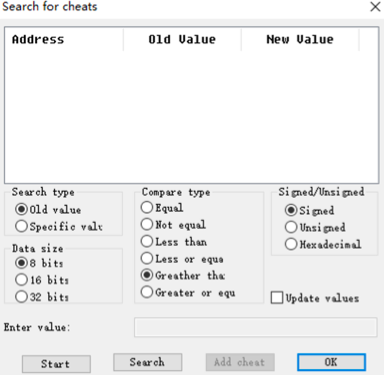 Search for cheats
Address Old Value New Value
Search type
Old value
Specific valu
Data size
8 bits
16 bits
32 bits
Compare type
Equal
Not equal
Less than
Less or equa
Greather tha
Greater or equ
Signed/Unsigned
Signed
Unsigned
Hexadecimal
Update values
Enter value:
Start Search Add cheat OK